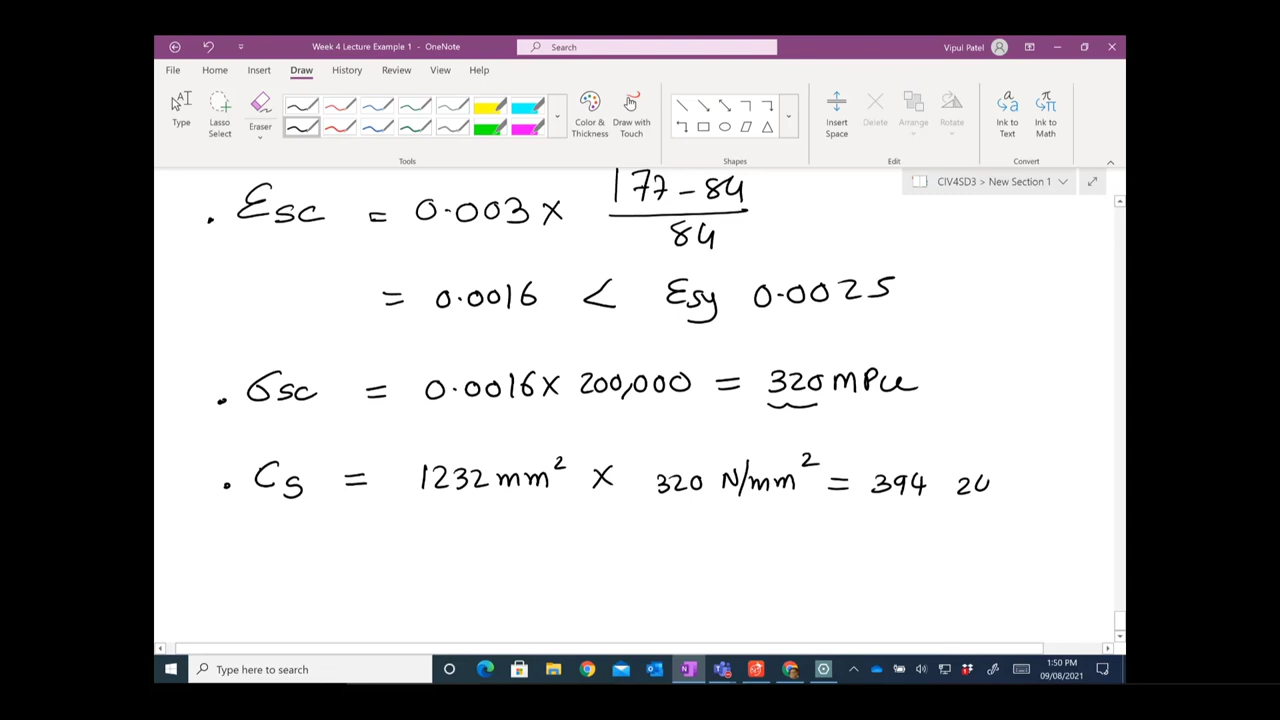 Week 4 Lecture Example 1 - OneNote
Search
Vipul Patel
File Home Insert Draw History Review View Help
Type
Lasso Select
Eraser
Color & Thickness
Draw with Touch
Insert Space
Delete
Arrange
Rotate
Ink to Text
Ink to Math
Tools
Shapes
Edit
Convert
CIV4SD3 > New Section 1
. Ɛsc = 0.003 × (177 - 84) / 84
= 0.0016 < Ɛsy 0.0025
. σsc = 0.0016 × 200,000 = 320 MPa
. Cs = 1232 mm² × 320 N/mm² = 394 20
Type here to search
1:50 PM
09/08/2021